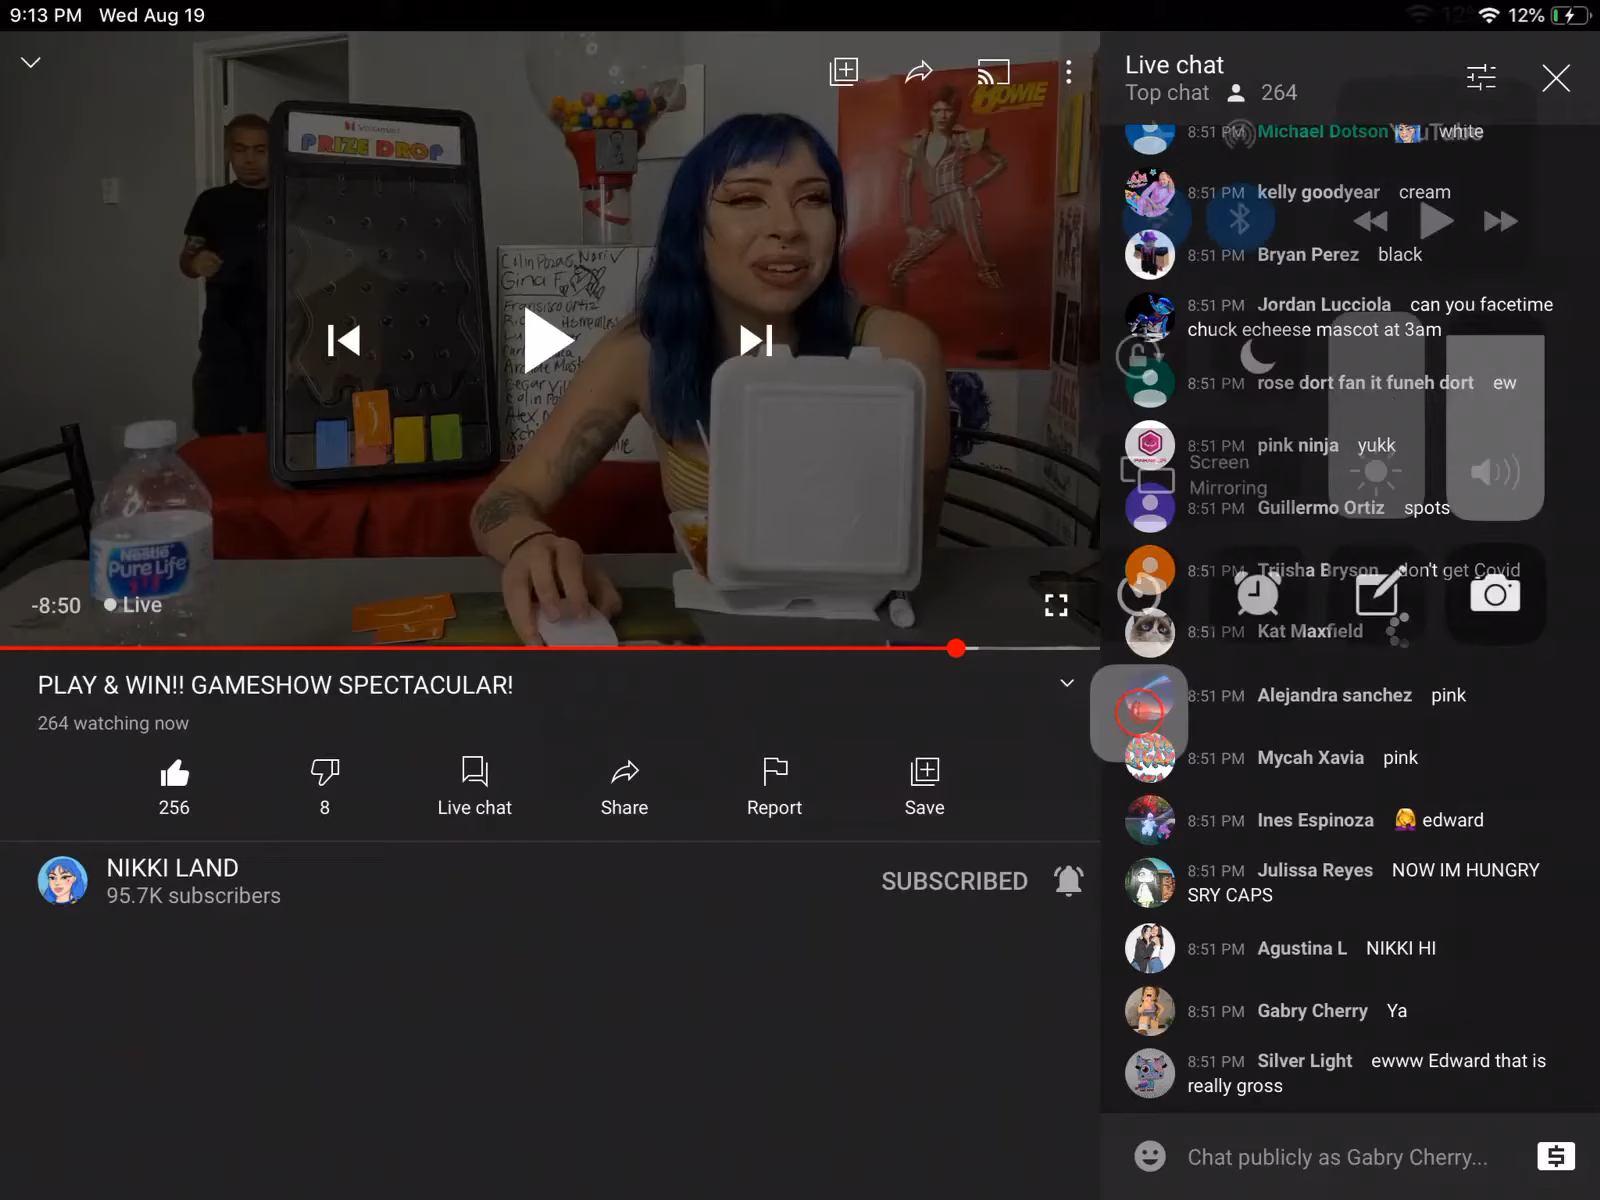 9:13 PM Wed Aug 19
12%
PRIZE DROP
BOWIE
Gina F
Nestle
Pure Life
-8:50 Live
PLAY & WIN!! GAMESHOW SPECTACULAR!
264 watching now
256
8
Live chat
Share
Report
Save
NIKKI LAND
95.7K subscribers
SUBSCRIBED
Live chat
Top chat 264
8:51 PM Michael Dotson white
YouTube
8:51 PM kelly goodyear cream
8:51 PM Bryan Perez black
8:51 PM Jordan Lucciola can you facetime
chuck echeese mascot at 3am
8:51 PM rose dort fan it funeh dort ew
8:51 PM pink ninja yukk
Screen
Mirroring
8:51 PM Guillermo Ortiz spots
8:51 PM Triisha Bryson don't get Covid
8:51 PM Kat Maxfield
8:51 PM Alejandra sanchez pink
8:51 PM Mycah Xavia pink
8:51 PM Ines Espinoza edward
8:51 PM Julissa Reyes NOW IM HUNGRY
SRY CAPS
8:51 PM Agustina L NIKKI HI
8:51 PM Gabry Cherry Ya
8:51 PM Silver Light ewww Edward that is
really gross
Chat publicly as Gabry Cherry...